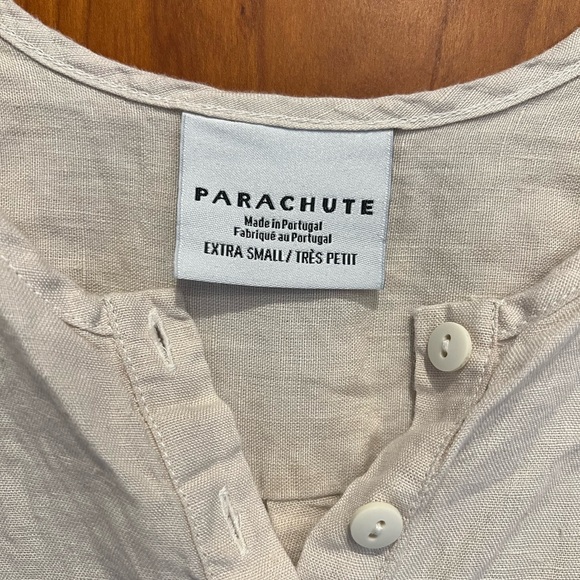 PARACHUTE
Made in Portugal
Fabriqué au Portugal
EXTRA SMALL/ TRÈS PETIT